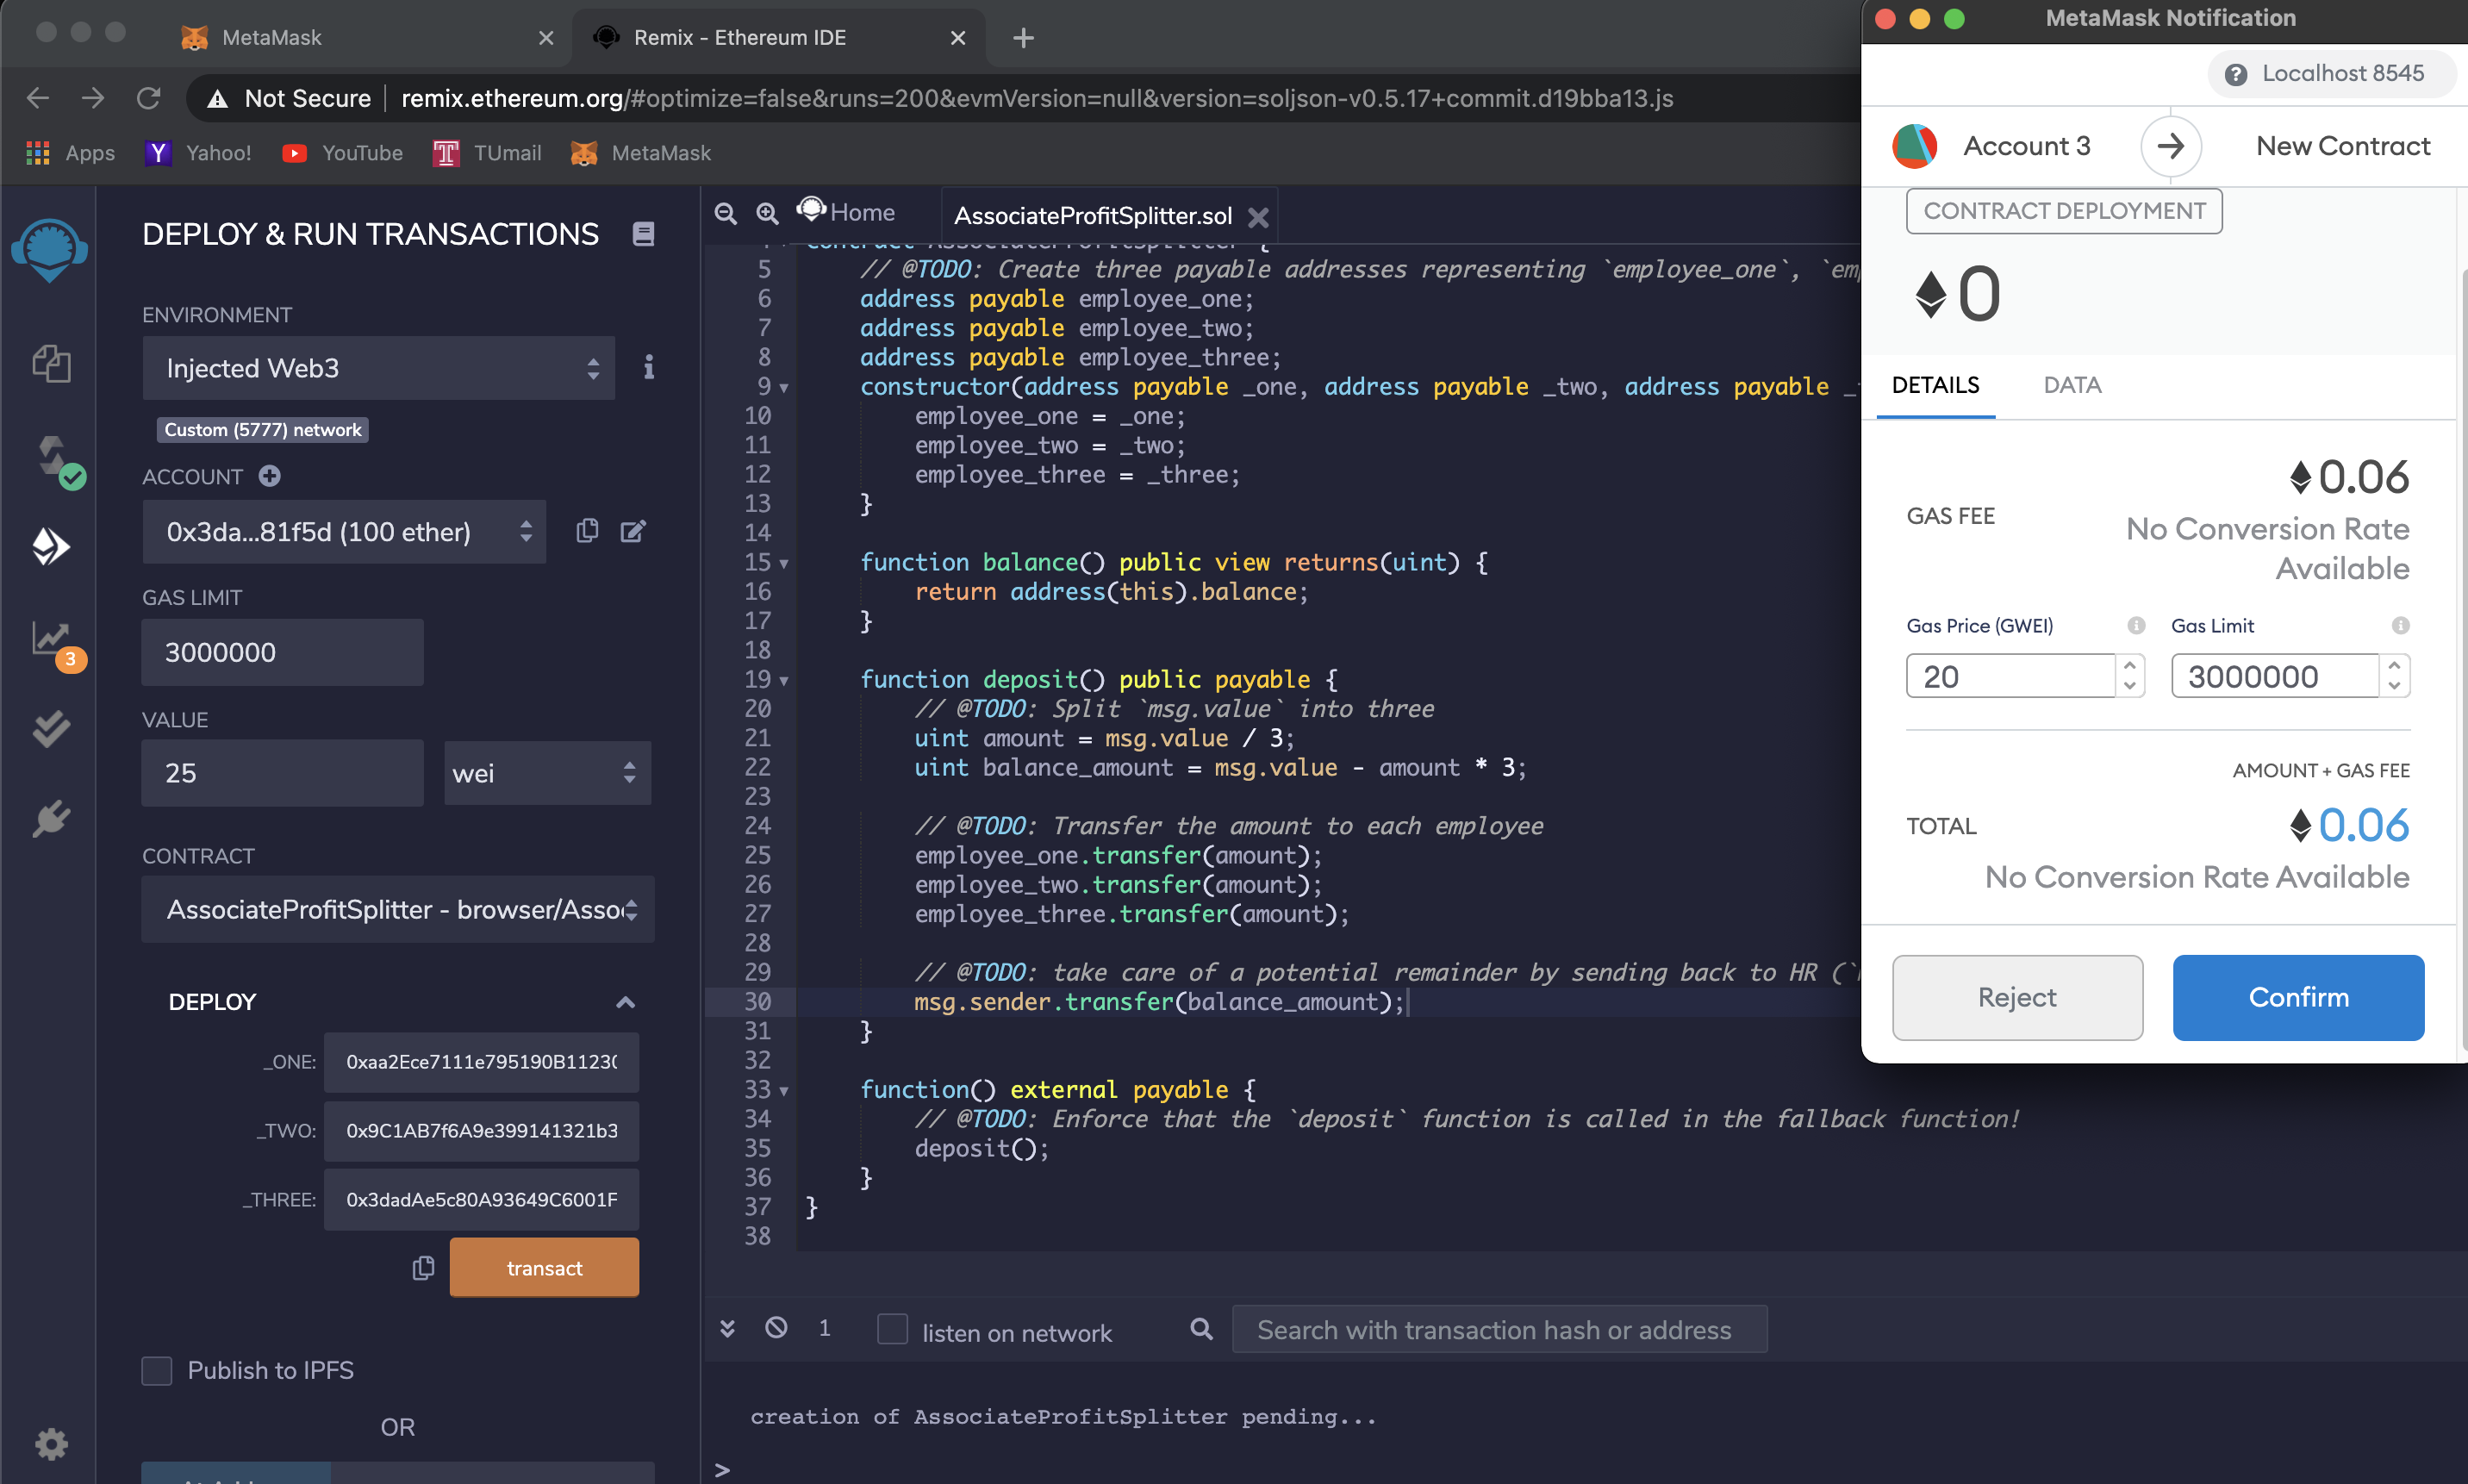 MetaMask
Remix - Ethereum IDE
MetaMask Notification
Not Secure
remix.ethereum.org/#optimize=false&runs=200&evmVersion=null&version=soljson-v0.5.17+commit.d19bba13.js
Apps
Yahoo!
YouTube
TUmail
MetaMask
DEPLOY & RUN TRANSACTIONS
ENVIRONMENT
Injected Web3
Custom (5777) network
ACCOUNT
0x3da...81f5d (100 ether)
GAS LIMIT
3000000
3
VALUE
25
wei
CONTRACT
AssociateProfitSplitter - browser/Asso
DEPLOY
_ONE:
0xaa2Ece7111e795190B1123(
_TWO:
0x9C1AB7f6A9e399141321b3
_THREE:
0x3dadAe5c80A93649C6001F
transact
Publish to IPFS
OR
Home
AssociateProfitSplitter.sol
contract AssociateProfitSplitter {
5 // @TODO: Create three payable addresses representing `employee_one`, `em
6 address payable employee_one;
7 address payable employee_two;
8 address payable employee_three;
9 constructor(address payable _one, address payable _two, address payable _
10 employee_one = _one;
11 employee_two = _two;
12 employee_three = _three;
13 }
14
15 function balance() public view returns(uint) {
16 return address(this).balance;
17 }
18
19 function deposit() public payable {
20 // @TODO: Split `msg.value` into three
21 uint amount = msg.value / 3;
22 uint balance_amount = msg.value - amount * 3;
23
24 // @TODO: Transfer the amount to each employee
25 employee_one.transfer(amount);
26 employee_two.transfer(amount);
27 employee_three.transfer(amount);
28
29 // @TODO: take care of a potential remainder by sending back to HR (`
30 msg.sender.transfer(balance_amount);
31 }
32
33 function() external payable {
34 // @TODO: Enforce that the `deposit` function is called in the fallback function!
35 deposit();
36 }
37 }
38
1
listen on network
Search with transaction hash or address
creation of AssociateProfitSplitter pending...
>
Localhost 8545
Account 3
New Contract
CONTRACT DEPLOYMENT
0
DETAILS
DATA
GAS FEE
0.06
No Conversion Rate
Available
Gas Price (GWEI)
Gas Limit
20
3000000
AMOUNT + GAS FEE
TOTAL
0.06
No Conversion Rate Available
Reject
Confirm